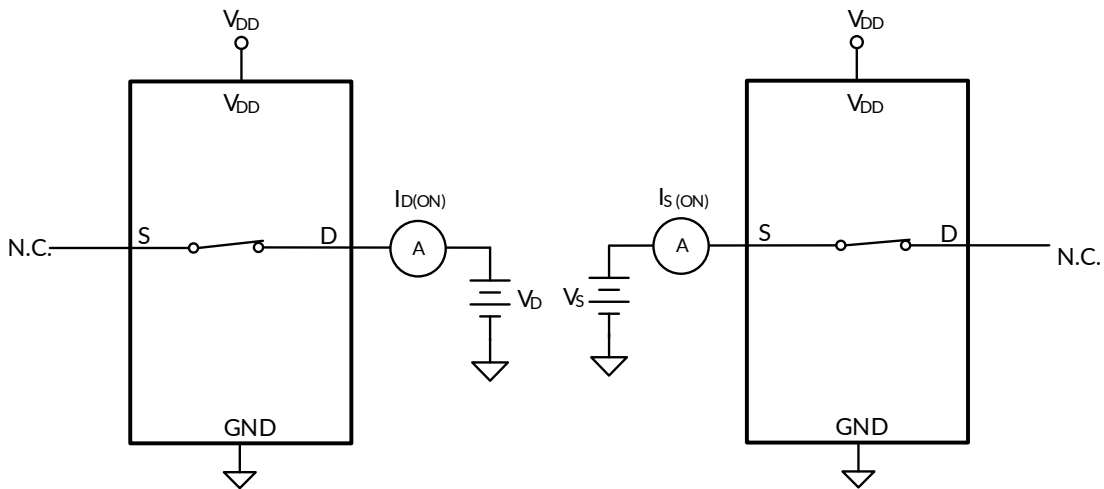 VDD
VDD
ID(ON)
S
D
A
N.C.
VD
GND
VDD
VDD
IS (ON)
A
S
D
VS
N.C.
GND